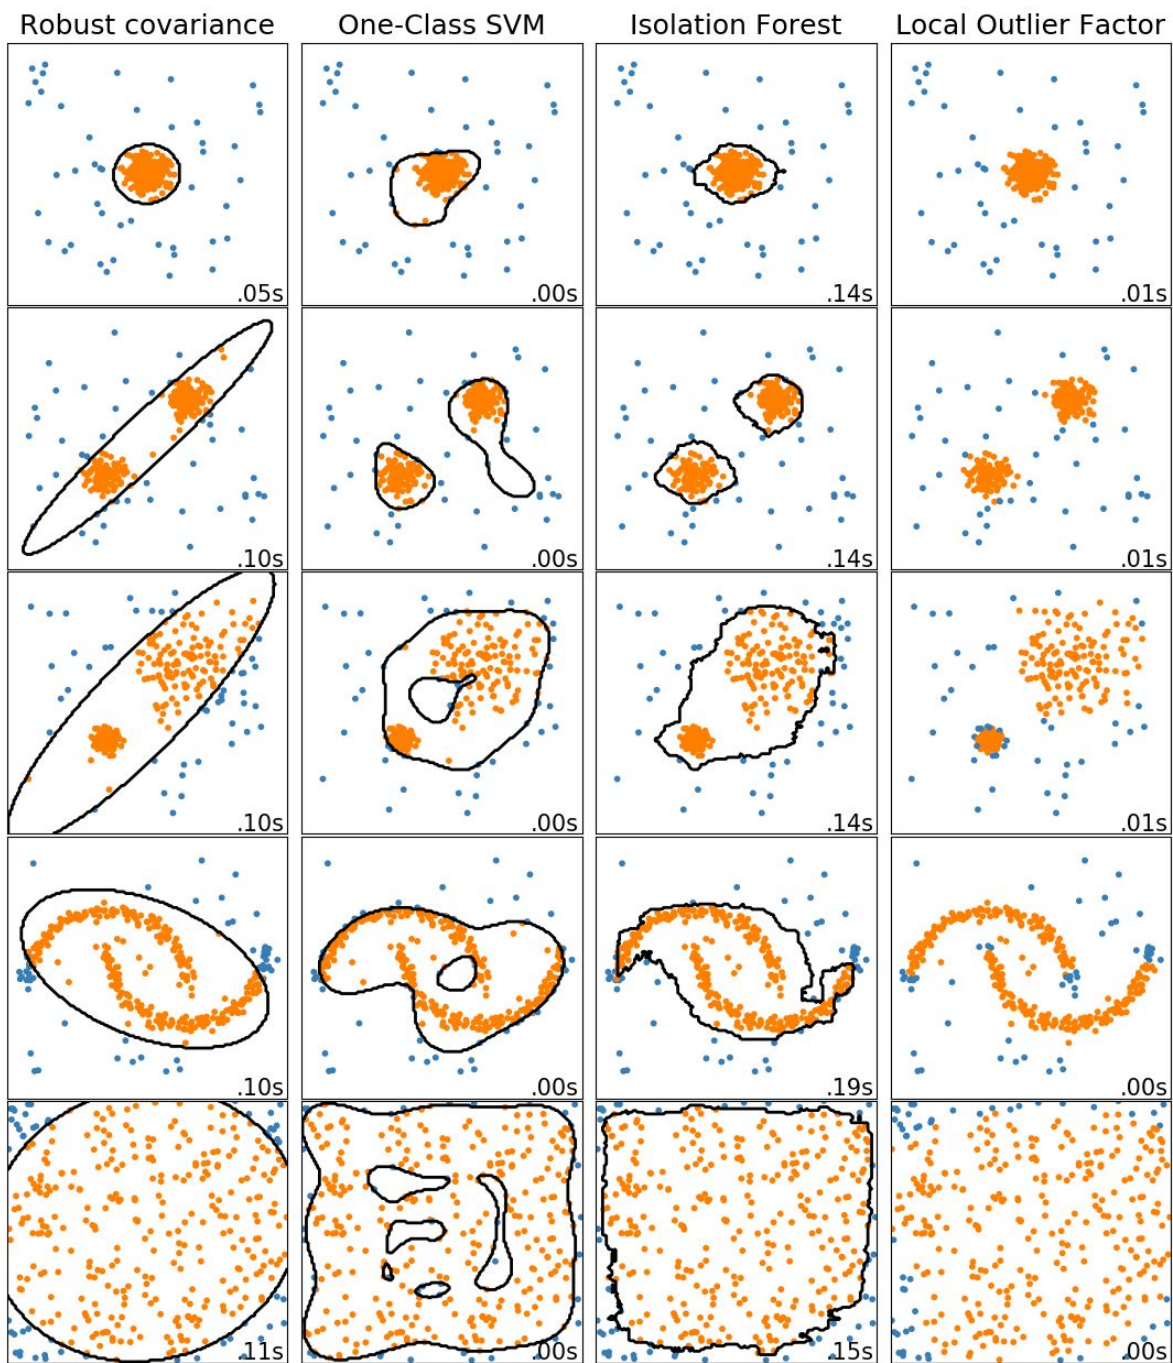 Robust covariance One-Class SVM Isolation Forest Local Outlier Factor
.05s .00s .14s .01s
.10s .00s .14s .01s
.10s .00s .14s .01s
.10s .00s .19s .00s
.11s .00s .15s .00s